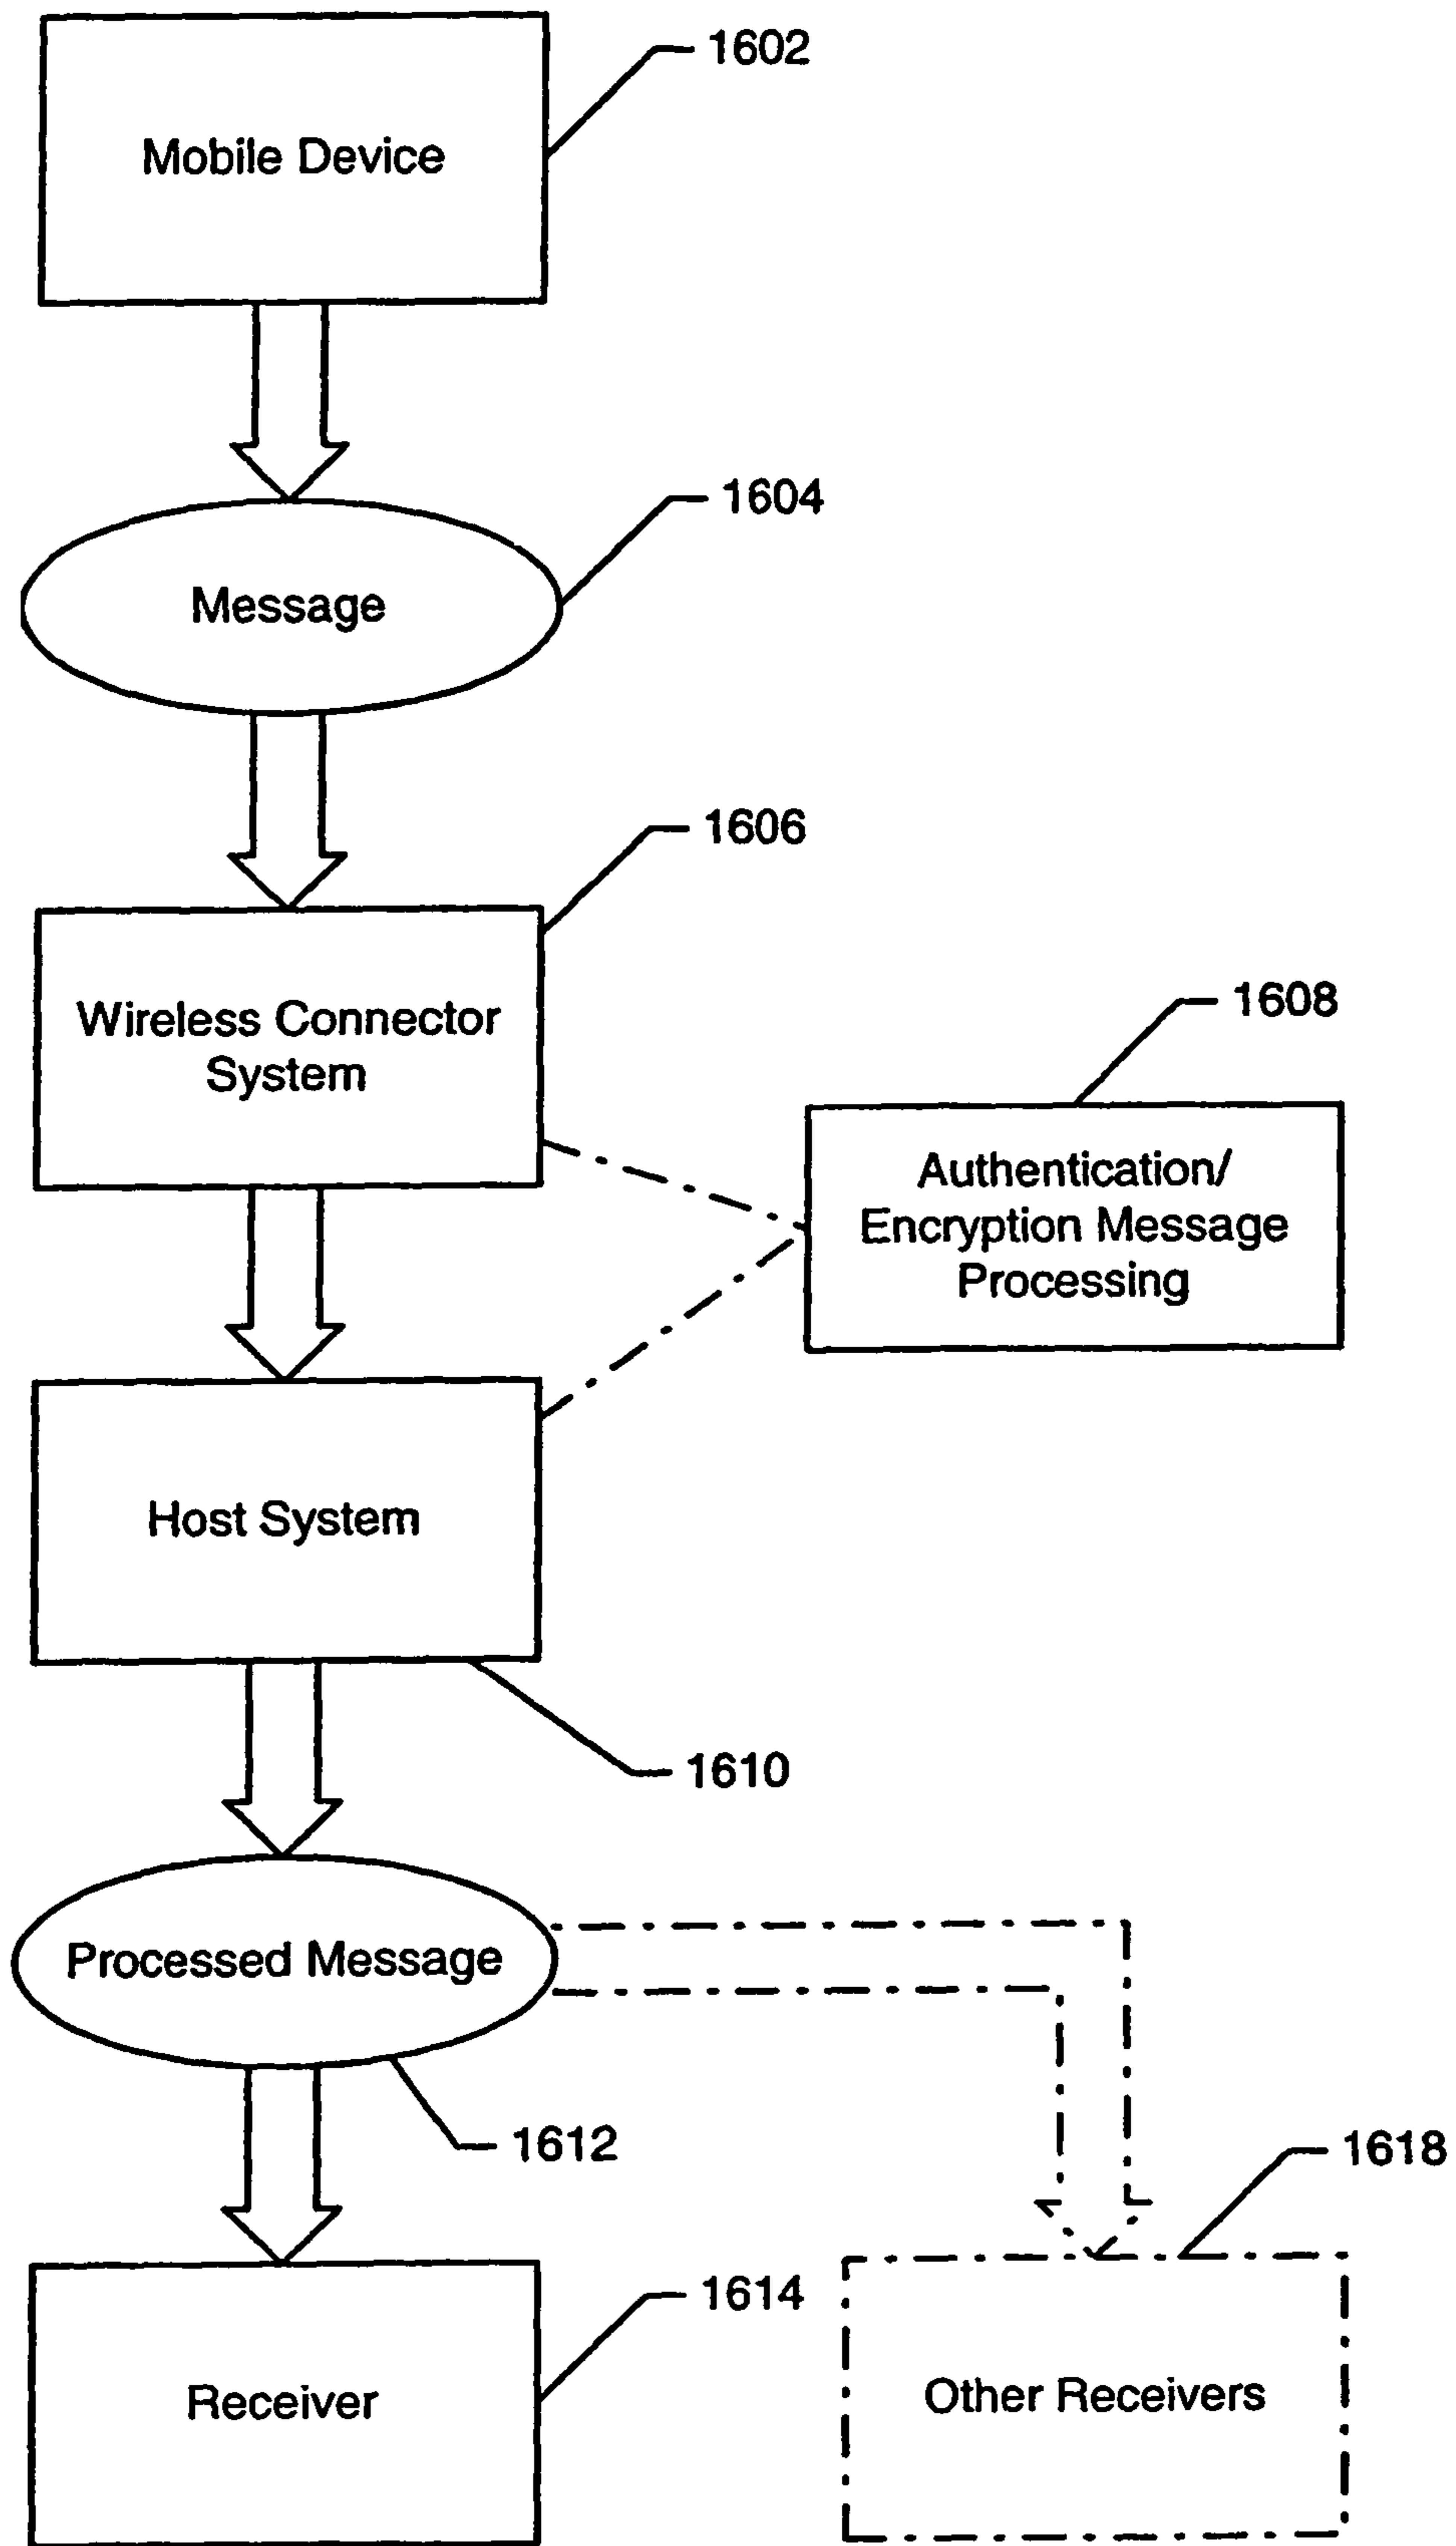 1602
Mobile Device
1604
Message
1606
Wireless Connector
System
1608
Authentication/
Encryption Message
Processing
Host System
1610
Processed Message
1612
1618
1614
Receiver
Other Receivers